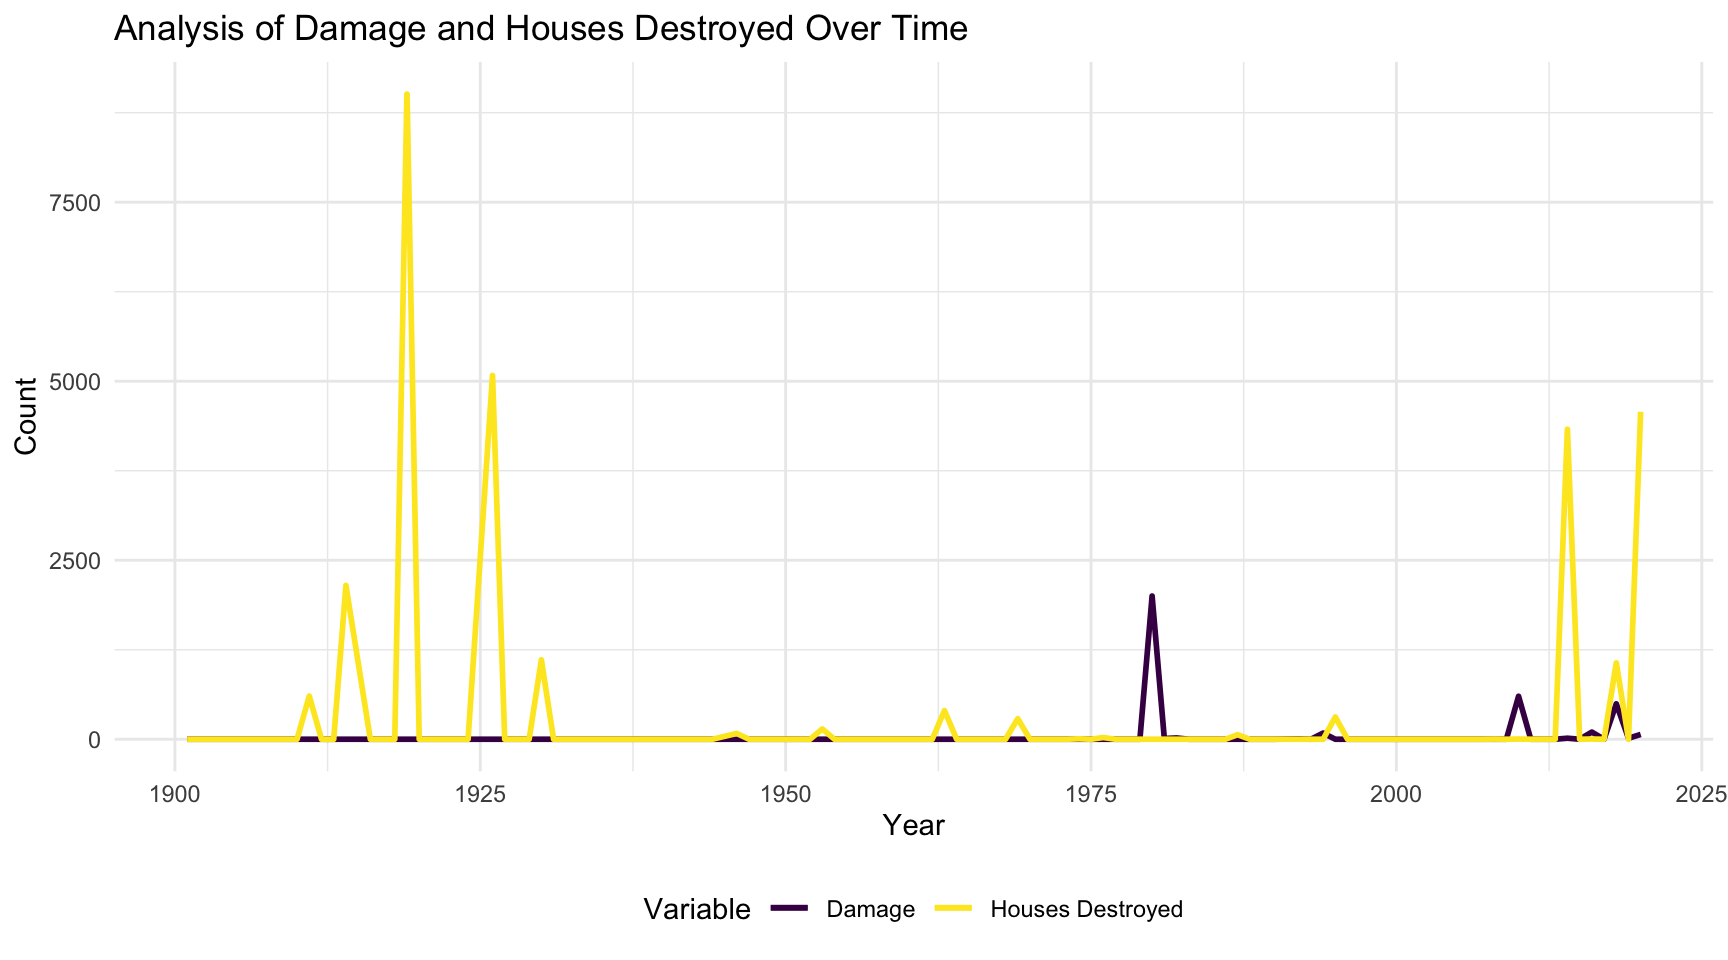 Analysis of Damage and Houses Destroyed Over Time
Count
7500
5000
2500
0
1900 1925 1950 1975 2000 2025
Year
Variable Damage Houses Destroyed